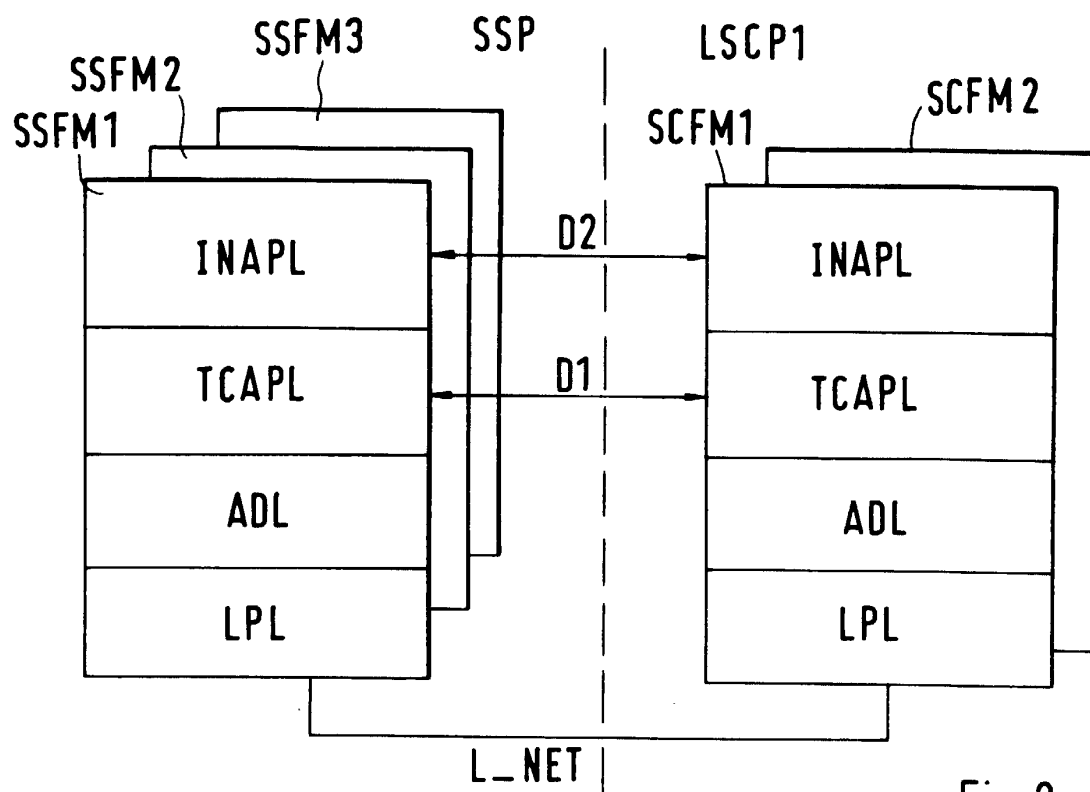 SSFM3 SSP LSCP1
SSFM2 SCFM2
SSFM1 SCFM1
D2
INAPL INAPL
D1
TCAPL TCAPL
ADL ADL
LPL LPL
L_NET